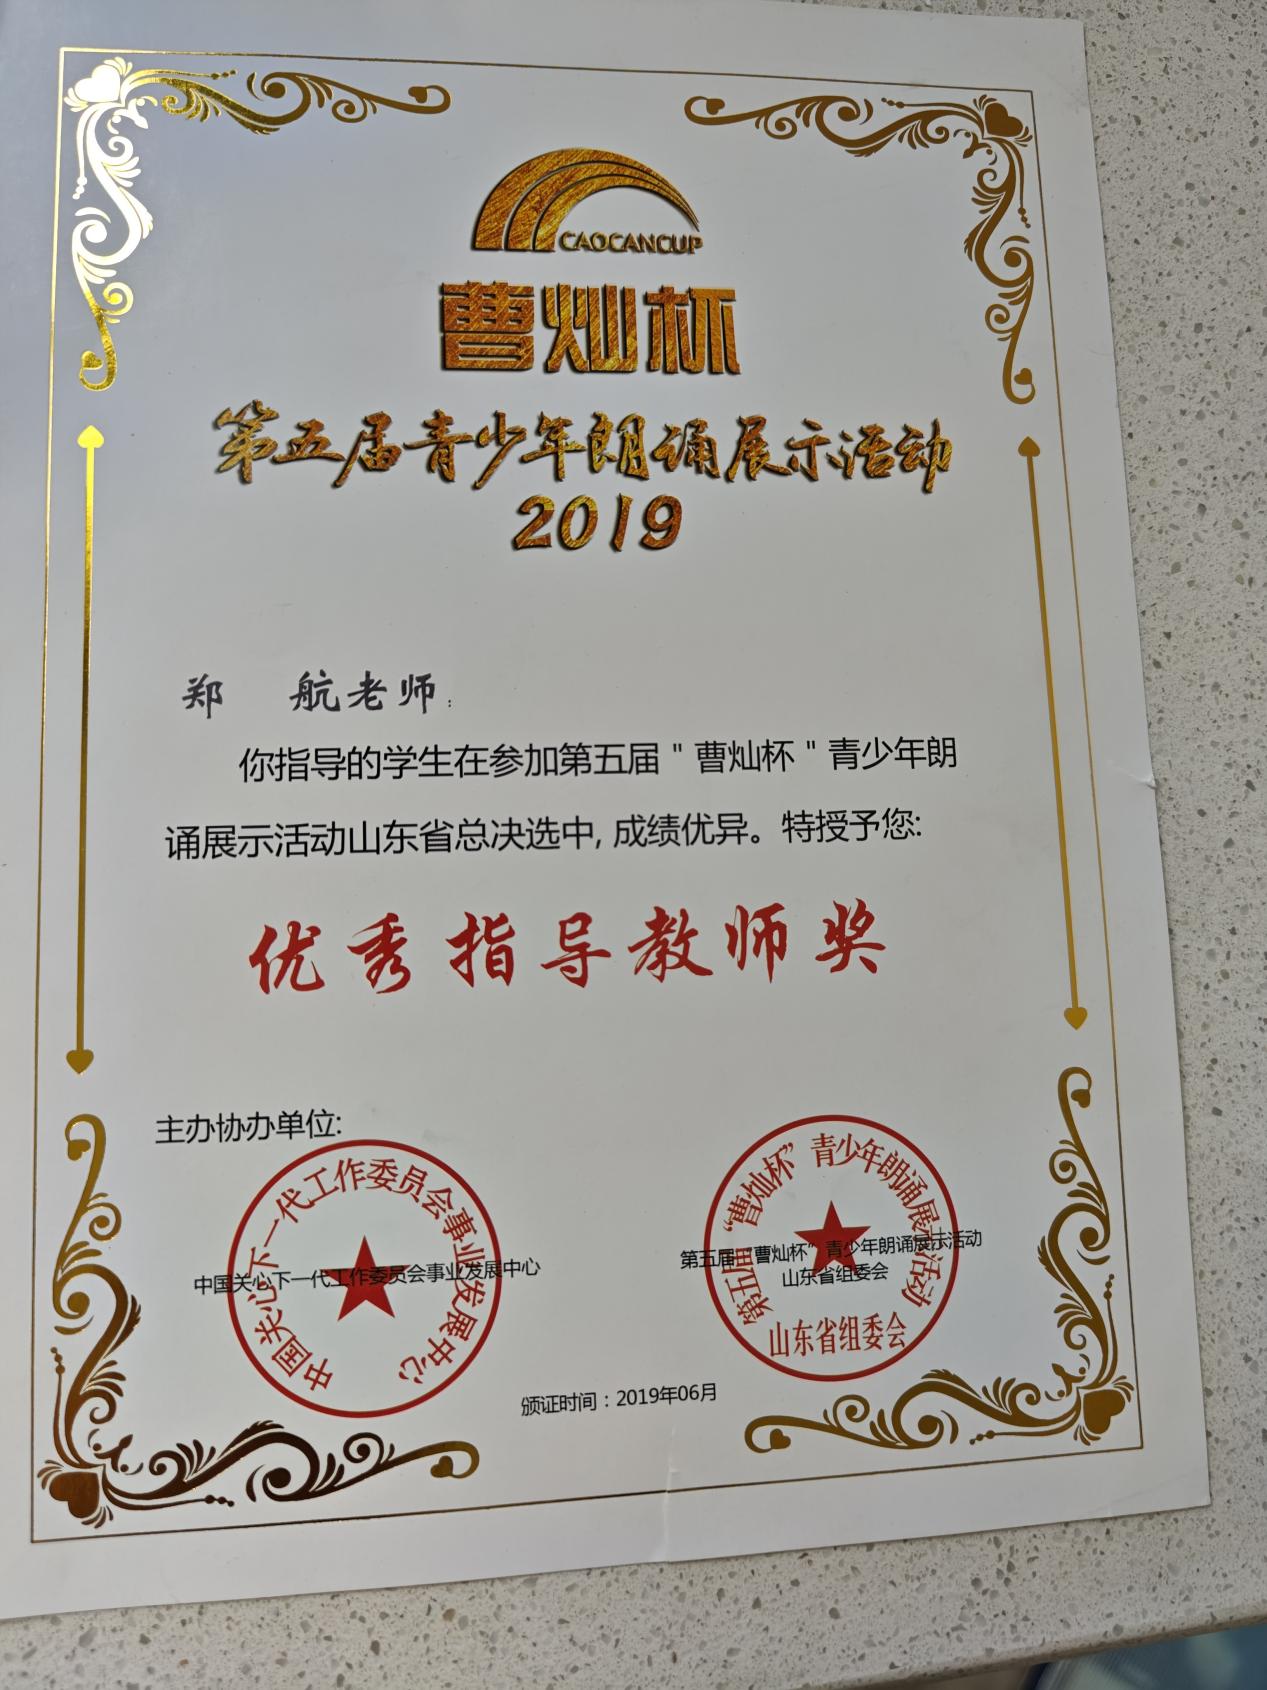 CAOCANCUP
曹灿杯
第五届青少年朗诵展示活动
2019
郑 航老师：
你指导的学生在参加第五届＂曹灿杯＂青少年朗
诵展示活动山东省总决选中, 成绩优异。特授予您:
优秀指导教师奖
主办协办单位:
中国关心下一代工作委员会事业发展中心
中国关心下一代工作委员会事业发展中心
第五届“曹灿杯”青少年朗诵展示活动
山东省组委会
第五届“曹灿杯”青少年朗诵展示活动
山东省组委会
颁证时间：2019年06月